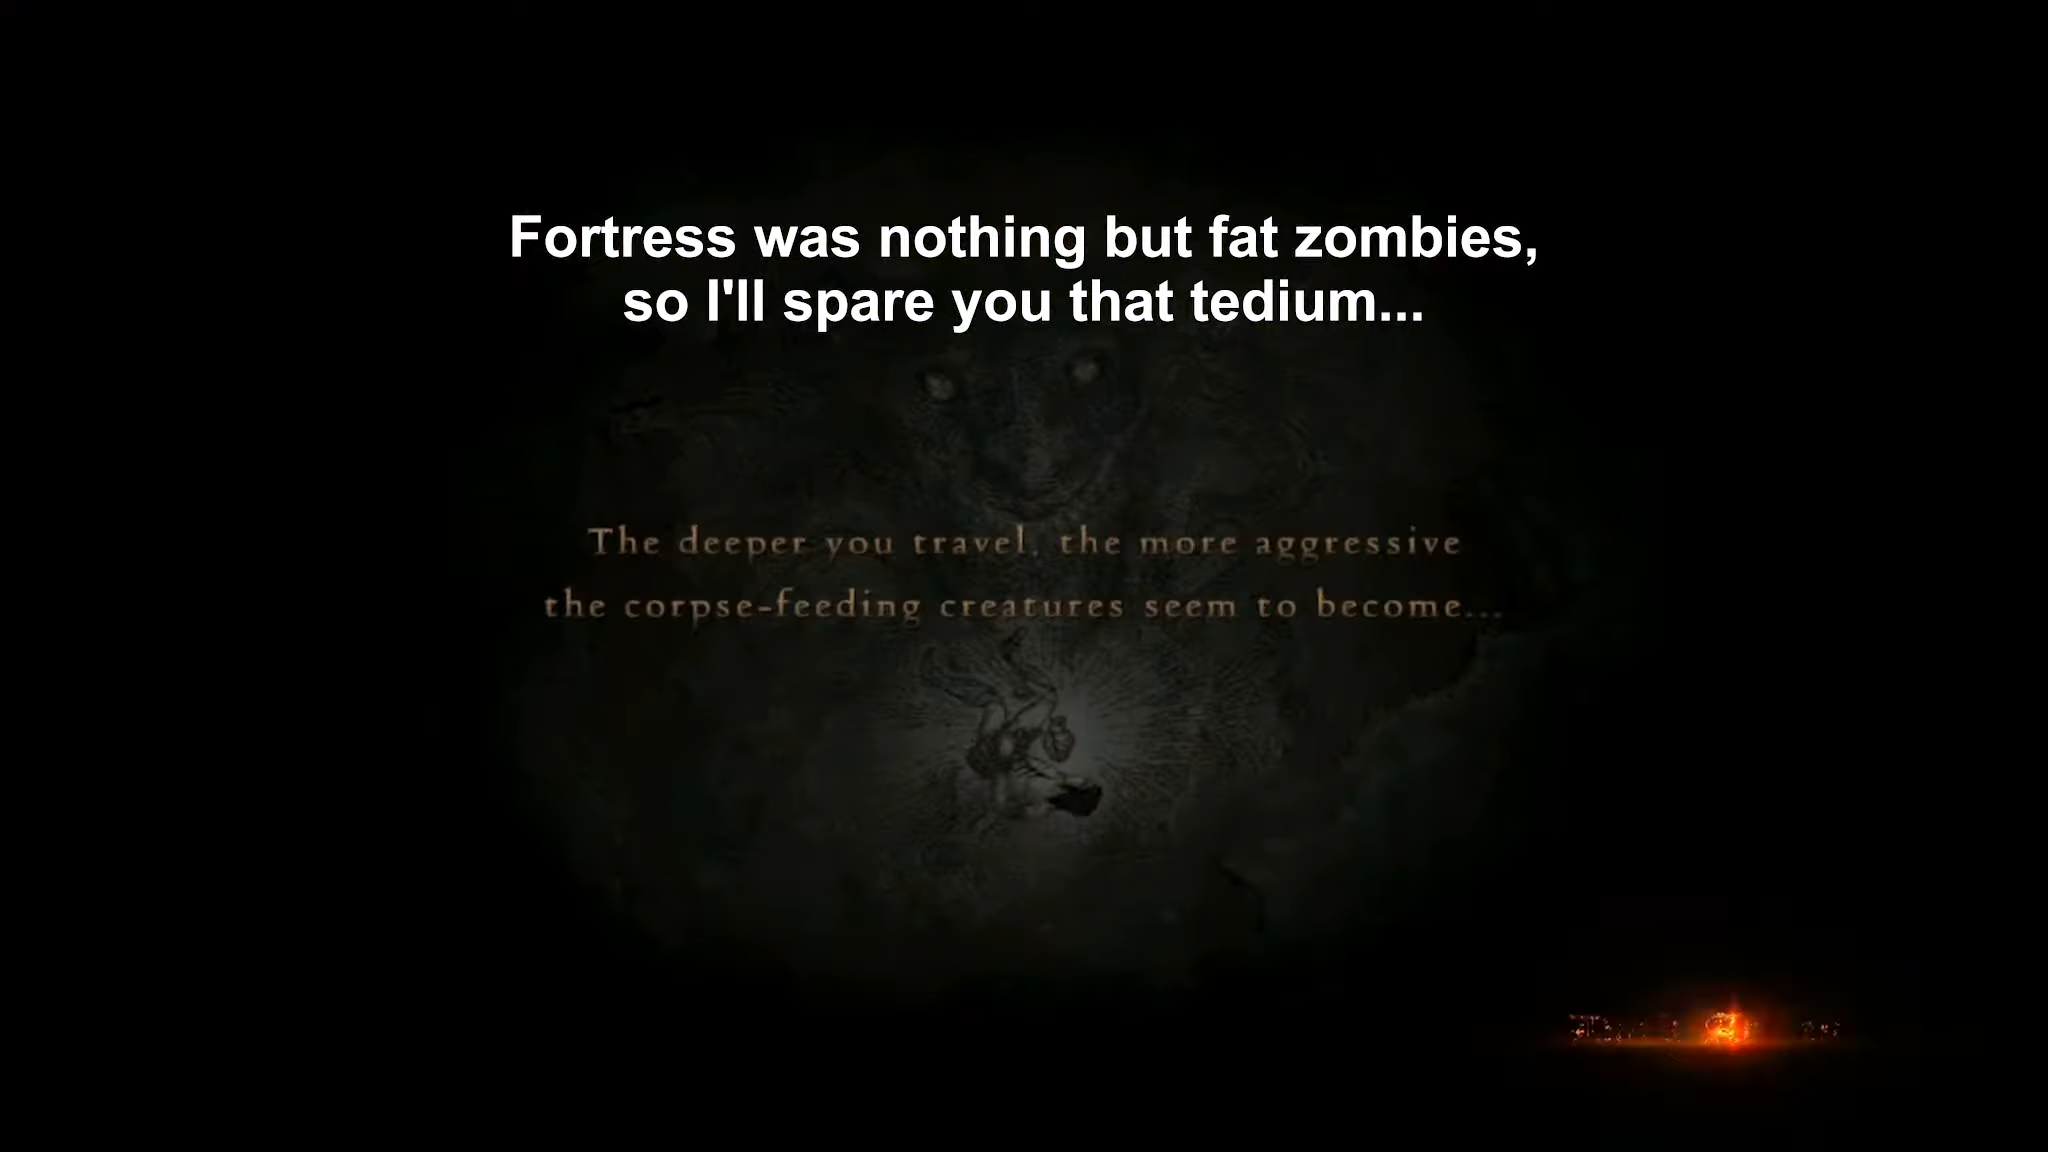 Fortress was nothing but fat zombies,
so I'll spare you that tedium...
The deeper you travel, the more aggressive
the corpse-feeding creatures seem to become...